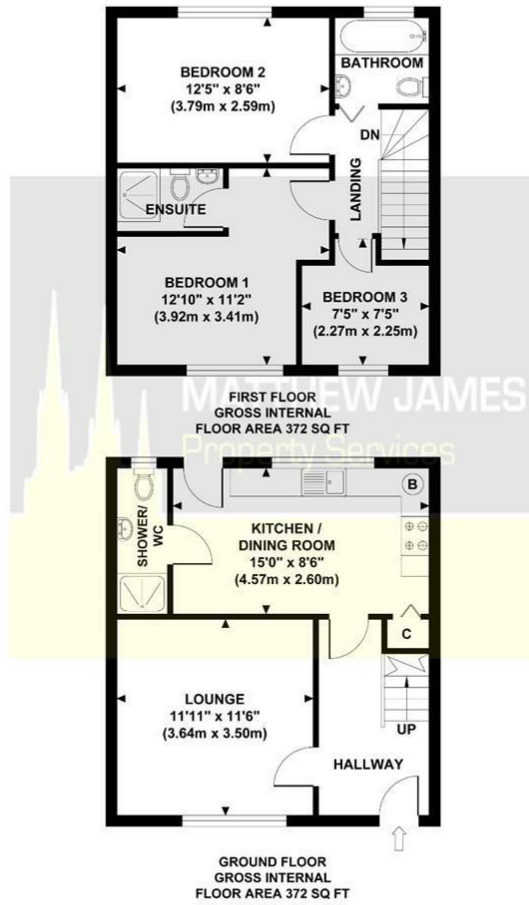 BEDROOM 2
12'5" x 8'6"
(3.79m x 2.59m)
BATHROOM
DN
LANDING
ENSUITE
BEDROOM 1
12'10" x 11'2"
(3.92m x 3.41m)
BEDROOM 3
7'5" x 7'5"
(2.27m x 2.25m)
FIRST FLOOR
GROSS INTERNAL
FLOOR AREA 372 SQ FT
MATTHEW JAMES
Property Services
SHOWER/
WC
B
KITCHEN /
DINING ROOM
15'0" x 8'6"
(4.57m x 2.60m)
C
LOUNGE
11'11" x 11'6"
(3.64m x 3.50m)
UP
HALLWAY
GROUND FLOOR
GROSS INTERNAL
FLOOR AREA 372 SQ FT